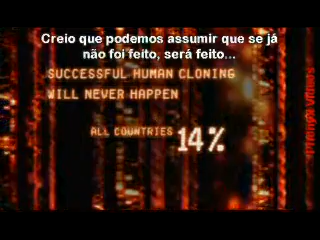 Creio que podemos assumir que se já
não foi feito, será feito...
SUCCESSFUL HUMAN CLONING
WILL NEVER HAPPEN
ALL COUNTRIES 14%